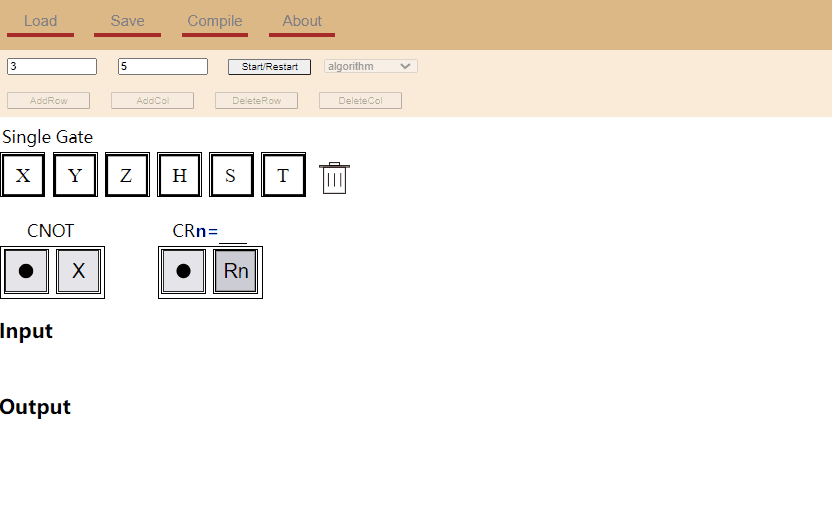 Load Save Compile About
3 5 Start/Restart algorithm
AddRow AddCol DeleteRow DeleteCol
Single Gate
X Y Z H S T
CNOT CRn=__
X Rn
Input
Output